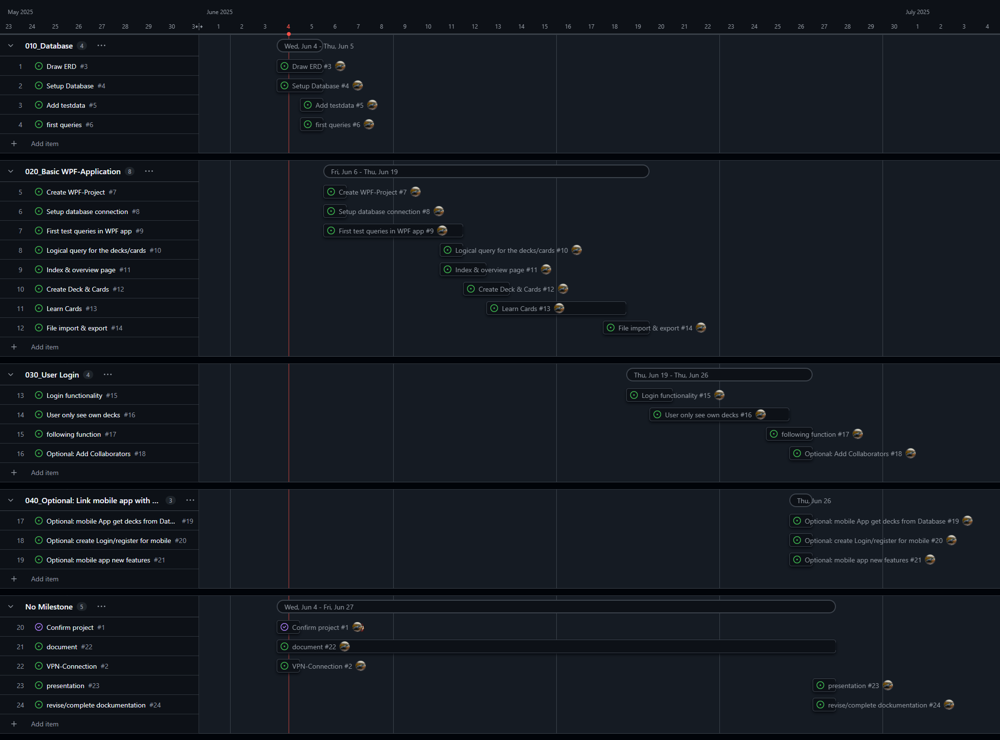 May 2025 June 2025 July 2025
23 24 25 26 27 28 29 30 3 1 2 3 4 5 6 7 8 9 10 11 12 13 14 15 16 17 18 19 20 21 22 23 24 25 26 27 28 29 30 1 2 3 4
010_Database 4 ... Wed, Jun 4 - Thu, Jun 5
1 Draw ERD #3 Draw ERD #3
2 Setup Database #4 Setup Database #4
3 Add testdata #5 Add testdata #5
4 first queries #6 first queries #6
+ Add item
020_Basic WPF-Application 8 ... Fri, Jun 6 - Thu, Jun 19
5 Create WPF-Project #7 Create WPF-Project #7
6 Setup database connection #8 Setup database connection #8
7 First test queries in WPF app #9 First test queries in WPF app #9
8 Logical query for the decks/cards #10 Logical query for the decks/cards #10
9 Index & overview page #11 Index & overview page #11
10 Create Deck & Cards #12 Create Deck & Cards #12
11 Learn Cards #13 Learn Cards #13
12 File import & export #14 File import & export #14
+ Add item
030_User Login 4 ... Thu, Jun 19 - Thu, Jun 26
13 Login functionality #15 Login functionality #15
14 User only see own decks #16 User only see own decks #16
15 following function #17 following function #17
16 Optional: Add Collaborators #18 Optional: Add Collaborators #18
+ Add item
040_Optional: Link mobile app with ... 3 ... Thu, Jun 26
17 Optional: mobile App get decks from Dat... #19 Optional: mobile App get decks from Database #19
18 Optional: create Login/register for mobile #20 Optional: create Login/register for mobile #20
19 Optional: mobile app new features #21 Optional: mobile app new features #21
+ Add item
No Milestone 5 ... Wed, Jun 4 - Fri, Jun 27
20 Confirm project #1 Confirm project #1
21 document #22 document #22
22 VPN-Connection #2 VPN-Connection #2
23 presentation #23 presentation #23
24 revise/complete dockumentation #24 revise/complete dockumentation #24
+ Add item